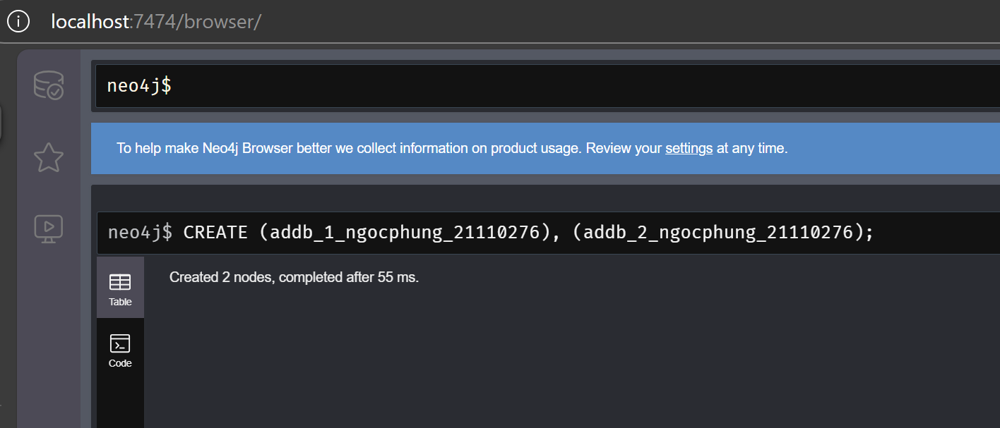 localhost:7474/browser/
neo4j$
To help make Neo4j Browser better we collect information on product usage. Review your settings at any time.
neo4j$ CREATE (addb_1_ngocphung_21110276), (addb_2_ngocphung_21110276);
Created 2 nodes, completed after 55 ms.
Table
Code